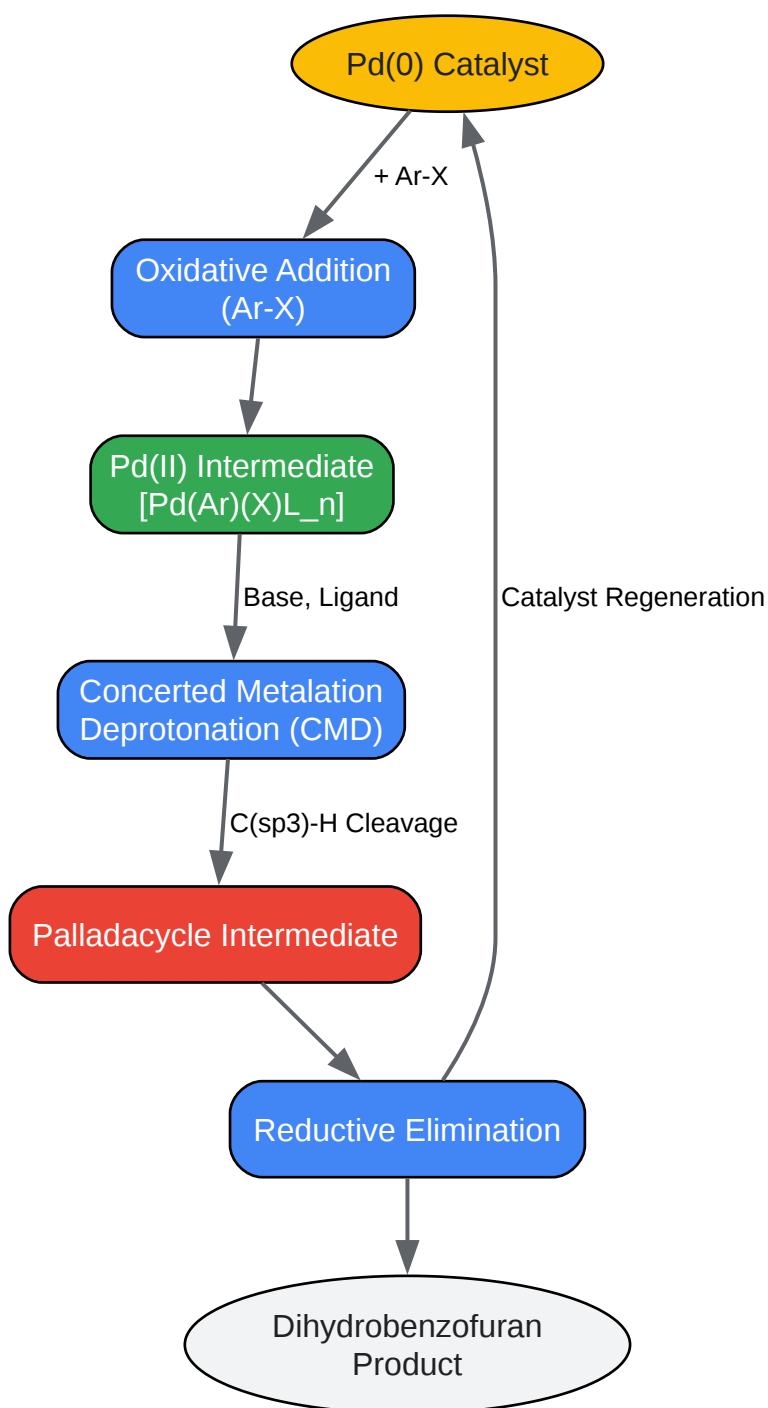 Pd(0) Catalyst
+ Ar-X
Oxidative Addition
(Ar-X)
Pd(II) Intermediate
[Pd(Ar)(X)L_n]
Base, Ligand
Catalyst Regeneration
Concerted Metalation
Deprotonation (CMD)
C(sp3)-H Cleavage
Palladacycle Intermediate
Reductive Elimination
Dihydrobenzofuran
Product